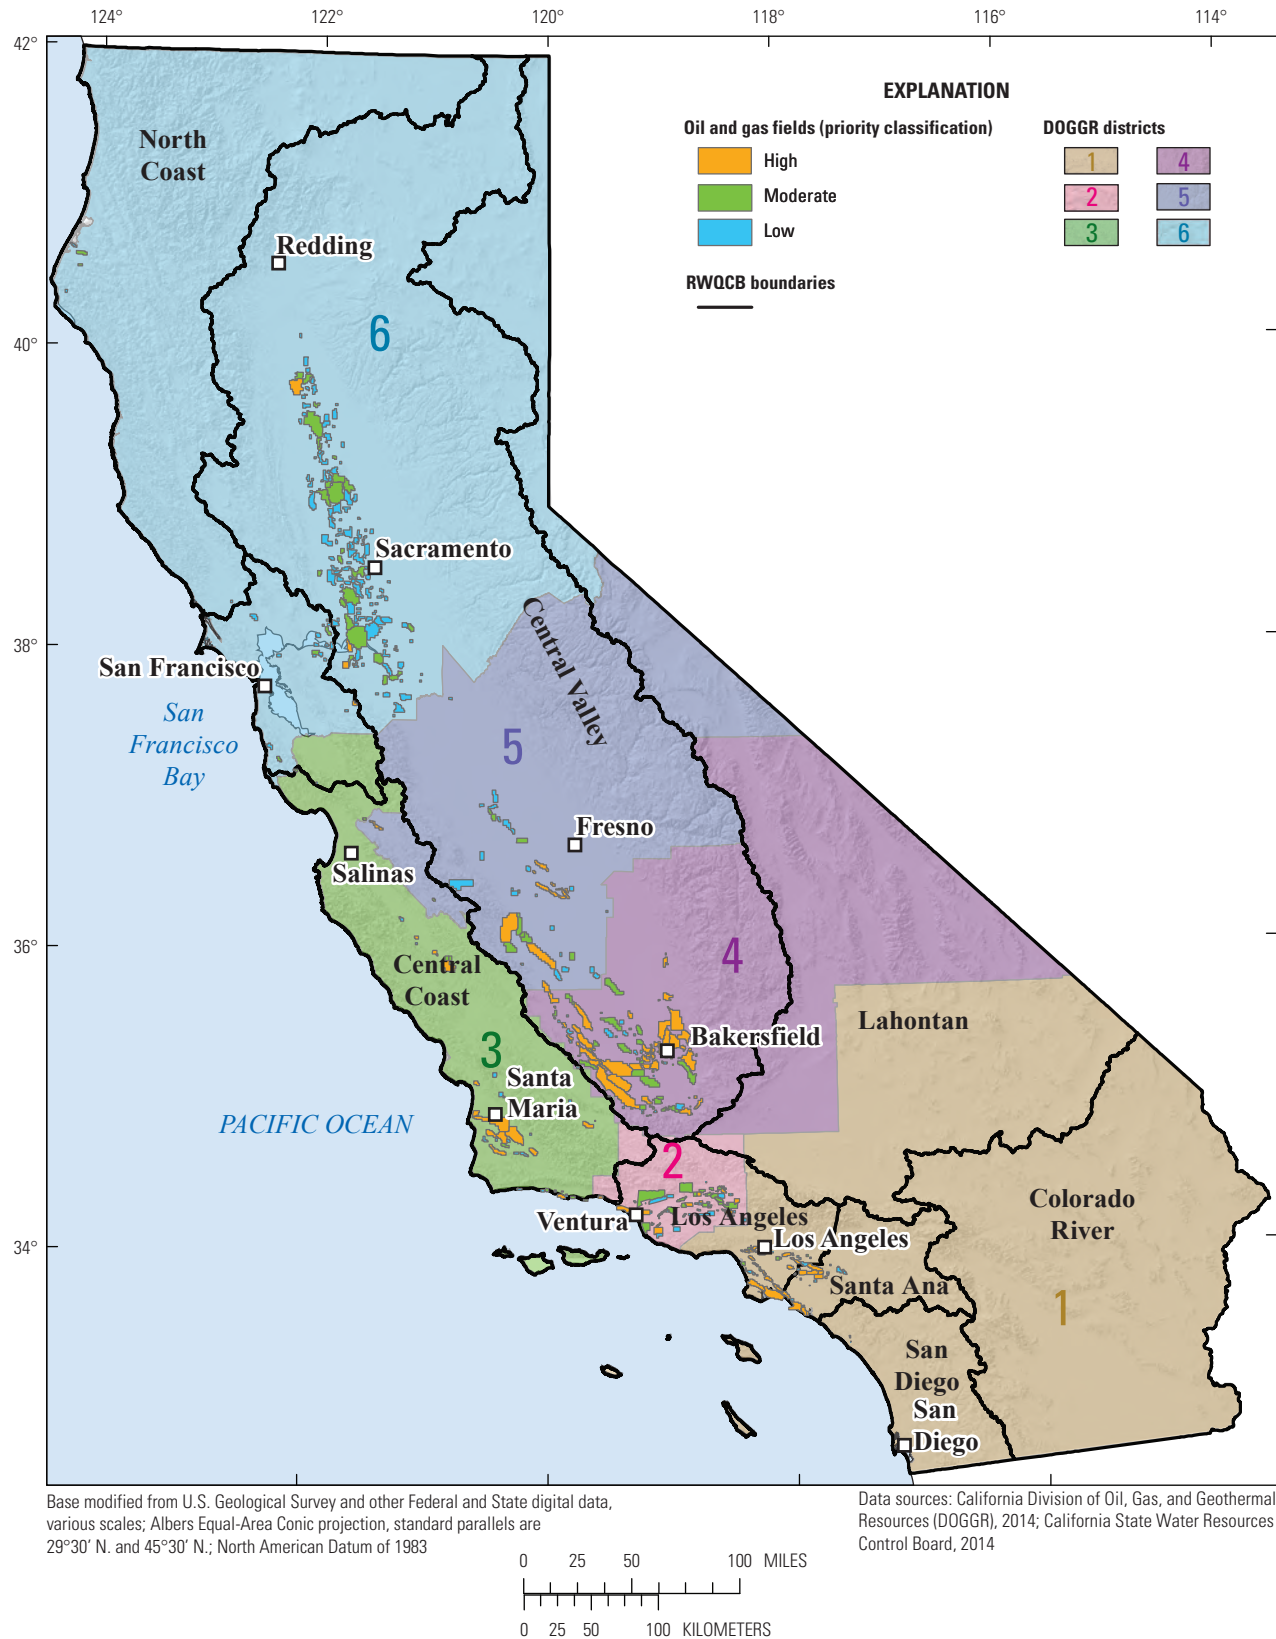 124°
122°
120°
118°
116°
114°
42°
40°
38°
36°
34°
EXPLANATION
Oil and gas fields (priority classification)
High
Moderate
Low
RWQCB boundaries
DOGGR districts
1
2
3
4
5
6
North
Coast
Redding
6
Sacramento
Central Valley
San Francisco
San
Francisco
Bay
5
Fresno
Salinas
Central
Coast
4
Lahontan
Bakersfield
3
Santa
Maria
PACIFIC OCEAN
2
Ventura
Los Angeles
Los Angeles
Santa Ana
Colorado
River
1
San
Diego
San
Diego
Base modified from U.S. Geological Survey and other Federal and State digital data,
various scales; Albers Equal-Area Conic projection, standard parallels are
29°30′ N. and 45°30′ N.; North American Datum of 1983
Data sources: California Division of Oil, Gas, and Geothermal
Resources (DOGGR), 2014; California State Water Resources
Control Board, 2014
0 25 50 100 MILES
0 25 50 100 KILOMETERS